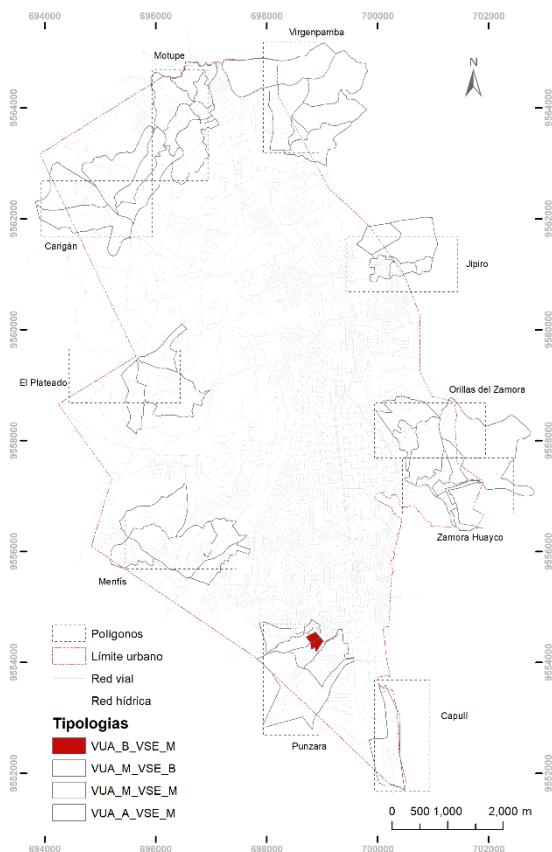 694000 696000 698000 700000 702000
Virgenpamba
Motupe
N
9564000 9564000
9562000 9562000
Carigán
Jipiro
9560000 9560000
El Plateado
Orillas del Zamora
9558000 9558000
Zamora Huayco
9556000 9556000
Menfis
Polígonos
Límite urbano
9554000 9554000
Red vial
Red hídrica
Capulí
Tipologias
Punzara
VUA_B_VSE_M
VUA_M_VSE_B
9552000 9552000
VUA_M_VSE_M
VUA_A_VSE_M
0 500 1,000 2,000 m
694000 696000 698000 700000 702000